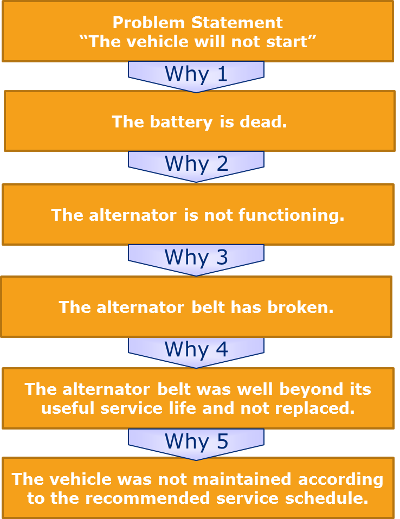 Problem Statement
“The vehicle will not start”
Why 1
The battery is dead.
Why 2
The alternator is not functioning.
Why 3
The alternator belt has broken.
Why 4
The alternator belt was well beyond its
useful service life and not replaced.
Why 5
The vehicle was not maintained according
to the recommended service schedule.